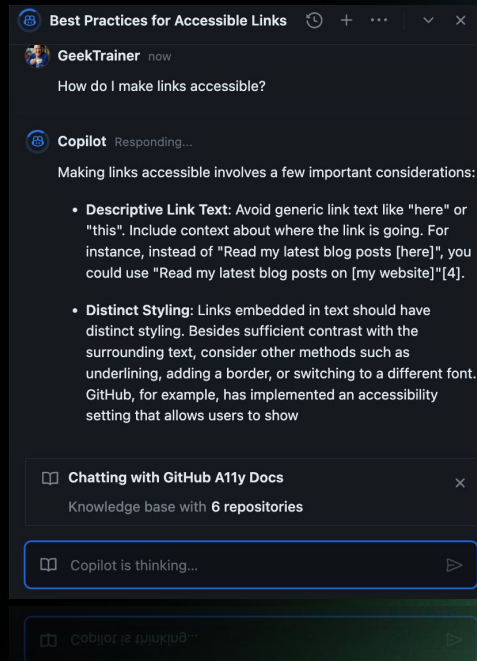 Best Practices for Accessible Links
GeekTrainer now
How do I make links accessible?
Copilot Responding...
Making links accessible involves a few important considerations:
• Descriptive Link Text: Avoid generic link text like "here" or
"this". Include context about where the link is going. For
instance, instead of "Read my latest blog posts [here]", you
could use "Read my latest blog posts on [my website]"[4].
• Distinct Styling: Links embedded in text should have
distinct styling. Besides sufficient contrast with the
surrounding text, consider other methods such as
underlining, adding a border, or switching to a different font.
GitHub, for example, has implemented an accessibility
setting that allows users to show
Chatting with GitHub A11y Docs
Knowledge base with 6 repositories
Copilot is thinking...
Copilot is thinking...